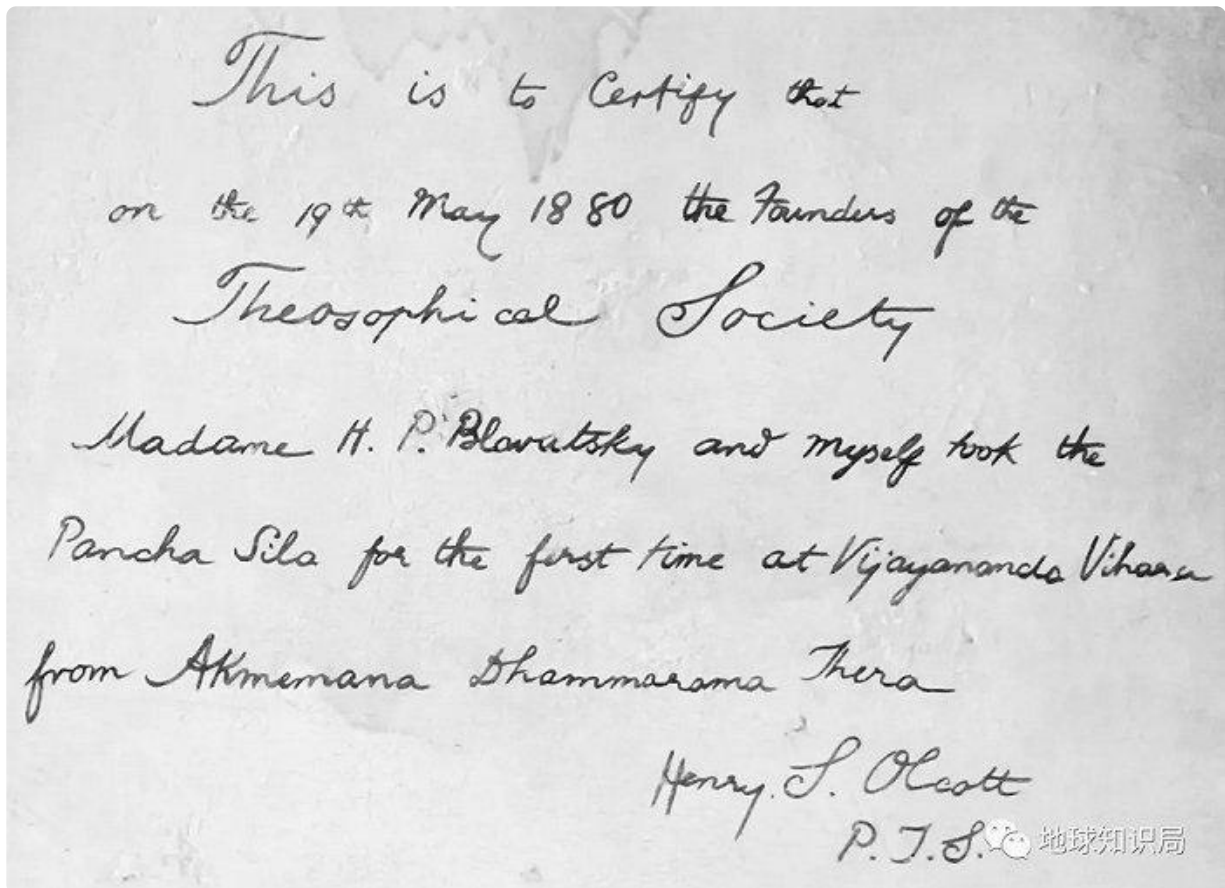 This is to Certify that
on the 19th May 1880 the Founders of the
Theosophical Society
Madame H. P. Blavutsky and myself took the
Pancha Sila for the first time at Vijayananda Vihara
from Akmemana Dhammarama Thera
Henry. S. Olcott
P. T. S.
地球知识局